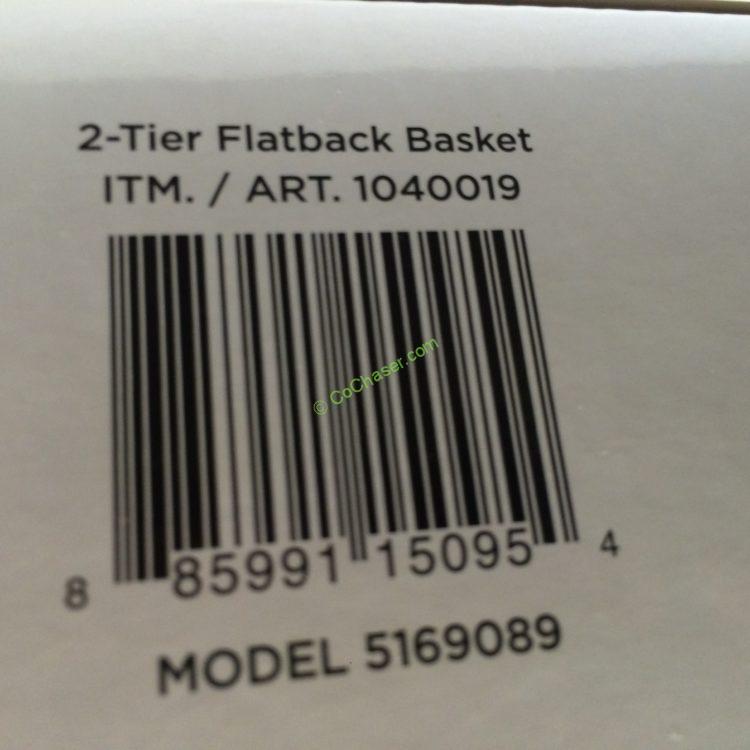 2-Tier Flatback Basket
ITM. / ART. 1040019
© CoChaser.com
8 85991 15095 4
MODEL 5169089